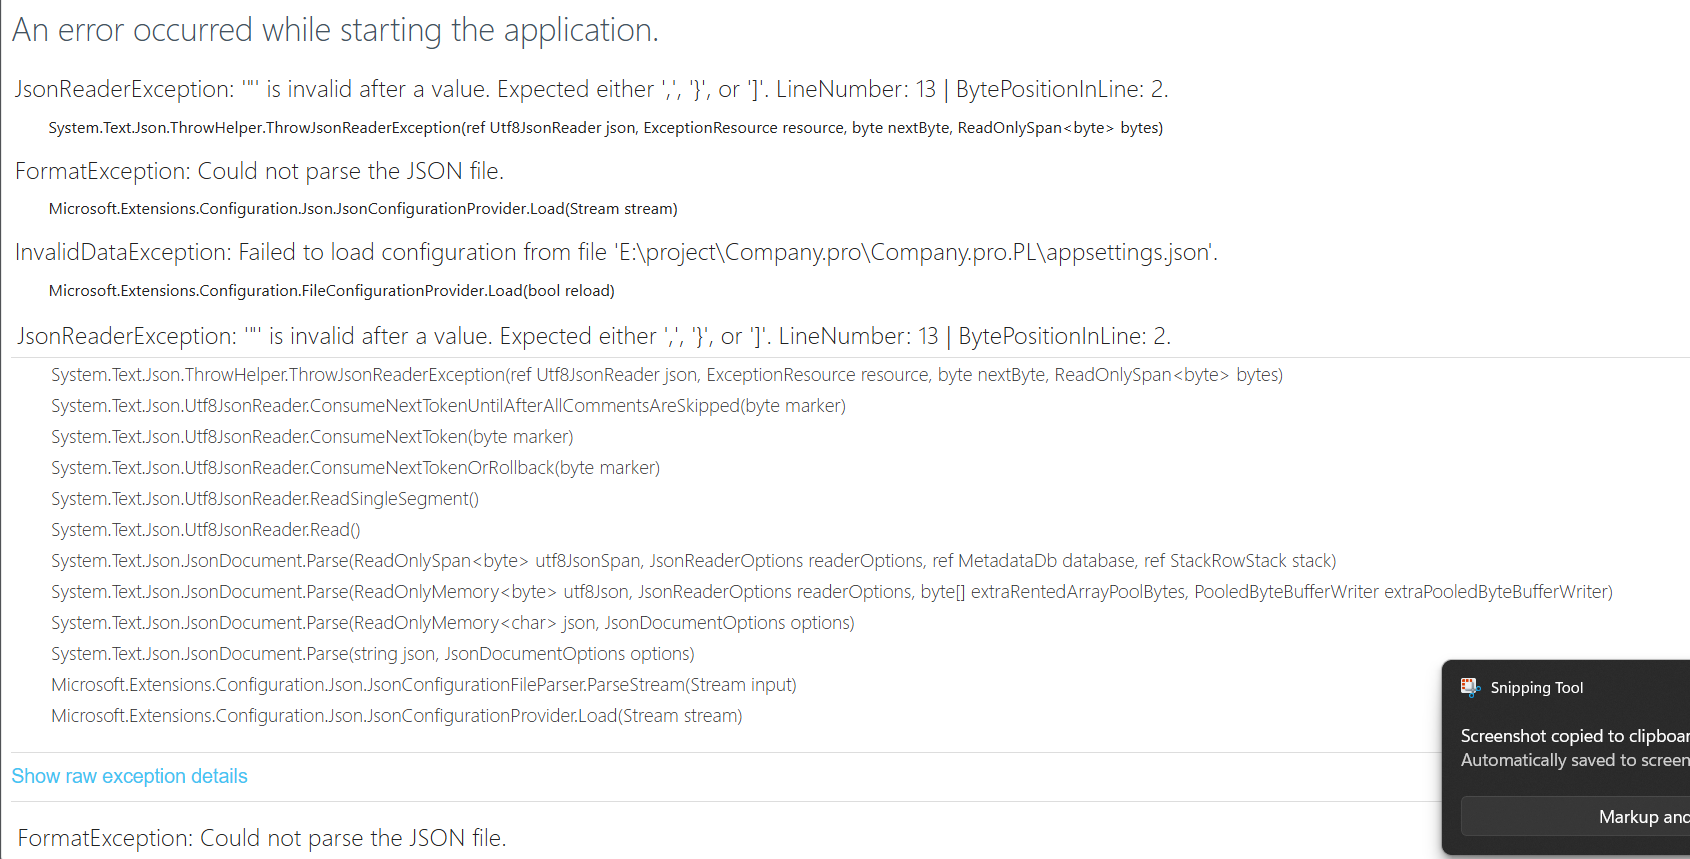 An error occurred while starting the application.
JsonReaderException: '"' is invalid after a value. Expected either ',', '}', or ']'. LineNumber: 13 | BytePositionInLine: 2.
System.Text.Json.ThrowHelper.ThrowJsonReaderException(ref Utf8JsonReader json, ExceptionResource resource, byte nextByte, ReadOnlySpan<byte> bytes)
FormatException: Could not parse the JSON file.
Microsoft.Extensions.Configuration.Json.JsonConfigurationProvider.Load(Stream stream)
InvalidDataException: Failed to load configuration from file 'E:\project\Company.pro\Company.pro.PL\appsettings.json'.
Microsoft.Extensions.Configuration.FileConfigurationProvider.Load(bool reload)
JsonReaderException: '"' is invalid after a value. Expected either ',', '}', or ']'. LineNumber: 13 | BytePositionInLine: 2.
System.Text.Json.ThrowHelper.ThrowJsonReaderException(ref Utf8JsonReader json, ExceptionResource resource, byte nextByte, ReadOnlySpan<byte> bytes)
System.Text.Json.Utf8JsonReader.ConsumeNextTokenUntilAfterAllCommentsAreSkipped(byte marker)
System.Text.Json.Utf8JsonReader.ConsumeNextToken(byte marker)
System.Text.Json.Utf8JsonReader.ConsumeNextTokenOrRollback(byte marker)
System.Text.Json.Utf8JsonReader.ReadSingleSegment()
System.Text.Json.Utf8JsonReader.Read()
System.Text.Json.JsonDocument.Parse(ReadOnlySpan<byte> utf8JsonSpan, JsonReaderOptions readerOptions, ref MetadataDb database, ref StackRowStack stack)
System.Text.Json.JsonDocument.Parse(ReadOnlyMemory<byte> utf8Json, JsonReaderOptions readerOptions, byte[] extraRentedArrayPoolBytes, PooledByteBufferWriter extraPooledByteBufferWriter)
System.Text.Json.JsonDocument.Parse(ReadOnlyMemory<char> json, JsonDocumentOptions options)
System.Text.Json.JsonDocument.Parse(string json, JsonDocumentOptions options)
Microsoft.Extensions.Configuration.Json.JsonConfigurationFileParser.ParseStream(Stream input)
Microsoft.Extensions.Configuration.Json.JsonConfigurationProvider.Load(Stream stream)
Show raw exception details
FormatException: Could not parse the JSON file.
Snipping Tool
Screenshot copied to clipboar
Automatically saved to screen
Markup and